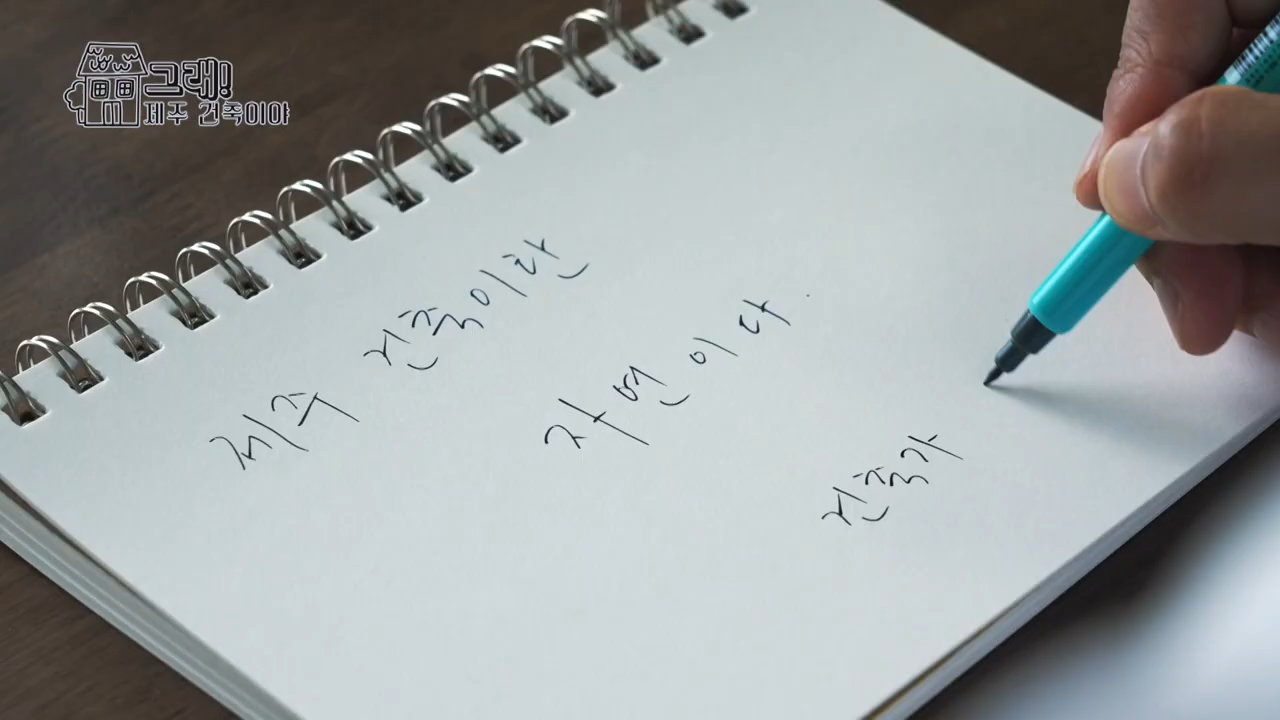 그래!
제주 건축이야
제주 건축이란
자연이다.
건축가